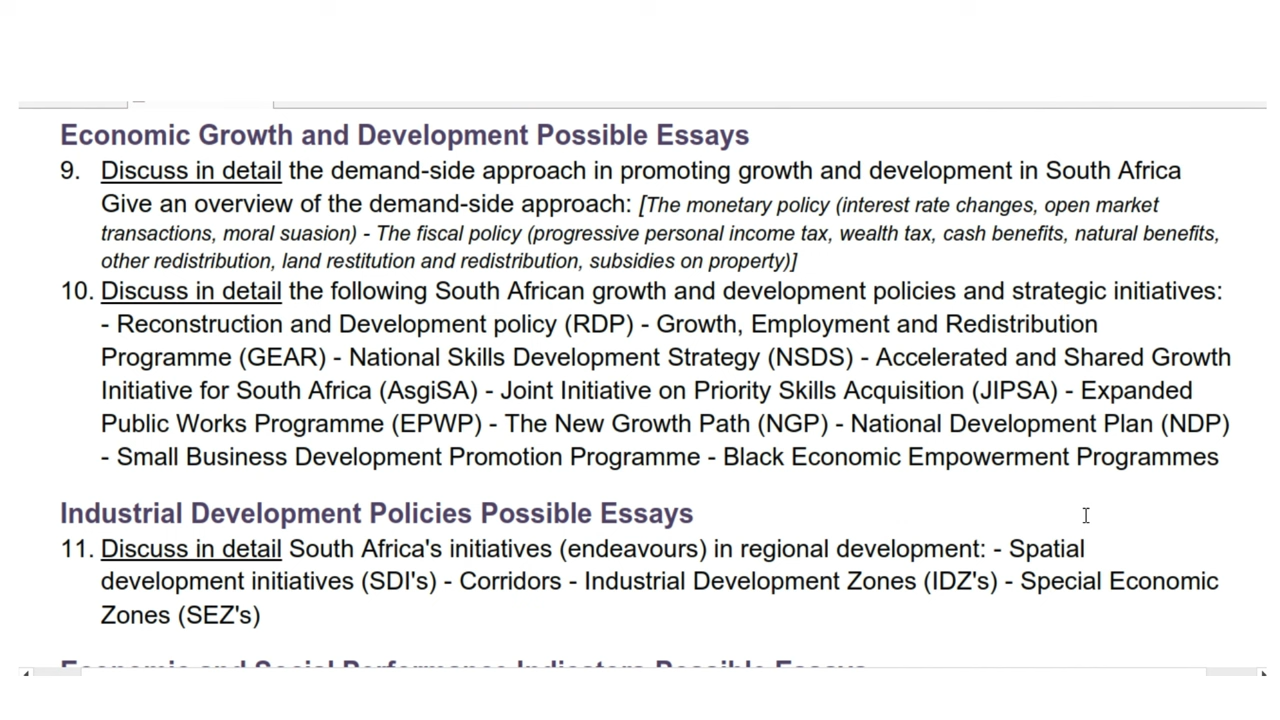 Economic Growth and Development Possible Essays
9. Discuss in detail the demand-side approach in promoting growth and development in South Africa
Give an overview of the demand-side approach: [The monetary policy (interest rate changes, open market
transactions, moral suasion) - The fiscal policy (progressive personal income tax, wealth tax, cash benefits, natural benefits,
other redistribution, land restitution and redistribution, subsidies on property)]
10. Discuss in detail the following South African growth and development policies and strategic initiatives:
- Reconstruction and Development policy (RDP) - Growth, Employment and Redistribution
Programme (GEAR) - National Skills Development Strategy (NSDS) - Accelerated and Shared Growth
Initiative for South Africa (AsgiSA) - Joint Initiative on Priority Skills Acquisition (JIPSA) - Expanded
Public Works Programme (EPWP) - The New Growth Path (NGP) - National Development Plan (NDP)
- Small Business Development Promotion Programme - Black Economic Empowerment Programmes
Industrial Development Policies Possible Essays
11. Discuss in detail South Africa's initiatives (endeavours) in regional development: - Spatial
development initiatives (SDI's) - Corridors - Industrial Development Zones (IDZ's) - Special Economic
Zones (SEZ's)
Economic and Social Performance Indicators Possible Essays